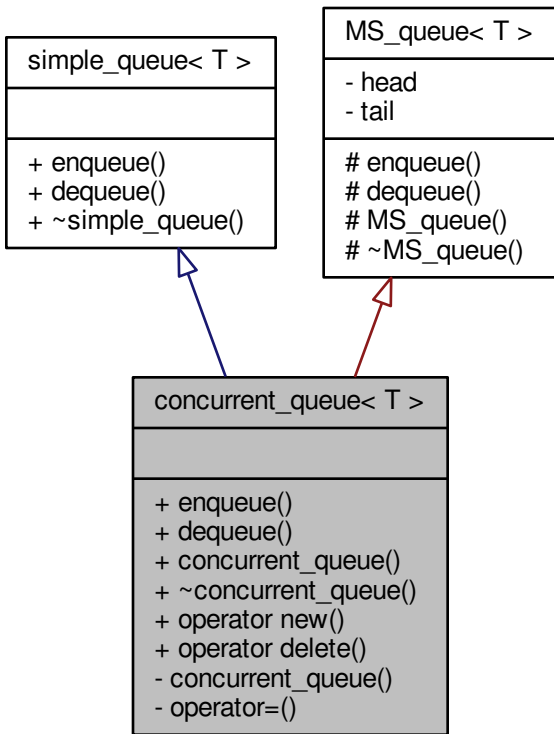 simple_queue< T >
+ enqueue()
+ dequeue()
+ ~simple_queue()
MS_queue< T >
- head
- tail
# enqueue()
# dequeue()
# MS_queue()
# ~MS_queue()
concurrent_queue< T >
+ enqueue()
+ dequeue()
+ concurrent_queue()
+ ~concurrent_queue()
+ operator new()
+ operator delete()
- concurrent_queue()
- operator=()